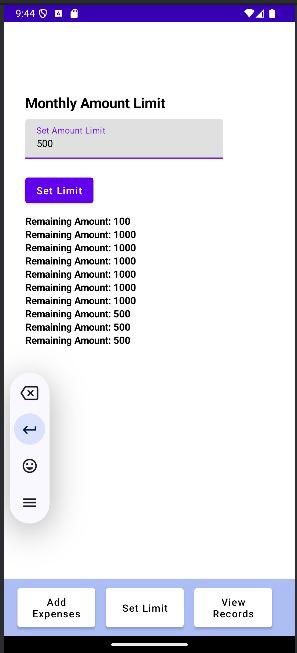 9:44
Monthly Amount Limit
Set Amount Limit
500
Set Limit
Remaining Amount: 100
Remaining Amount: 1000
Remaining Amount: 1000
Remaining Amount: 1000
Remaining Amount: 1000
Remaining Amount: 1000
Remaining Amount: 1000
Remaining Amount: 500
Remaining Amount: 500
Remaining Amount: 500
Add
Expenses
Set Limit
View
Records